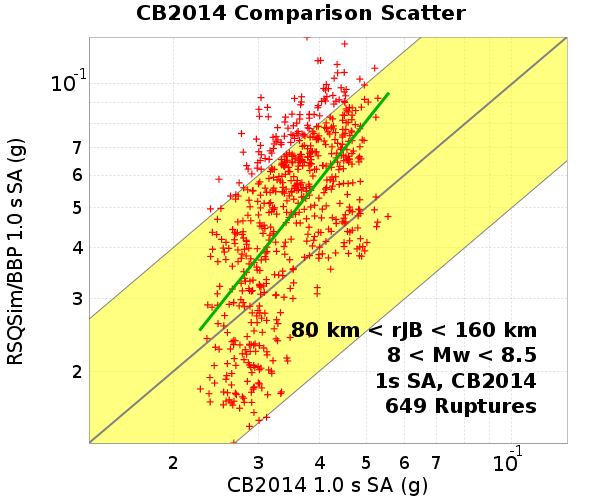 CB2014 Comparison Scatter
RSQSim/BBP 1.0 s SA (g)
10^-1
7
6
5
4
3
2
80 km < rJB < 160 km
8 < Mw < 8.5
1s SA, CB2014
649 Ruptures
2 3 4 5 6 7 10^-1
CB2014 1.0 s SA (g)